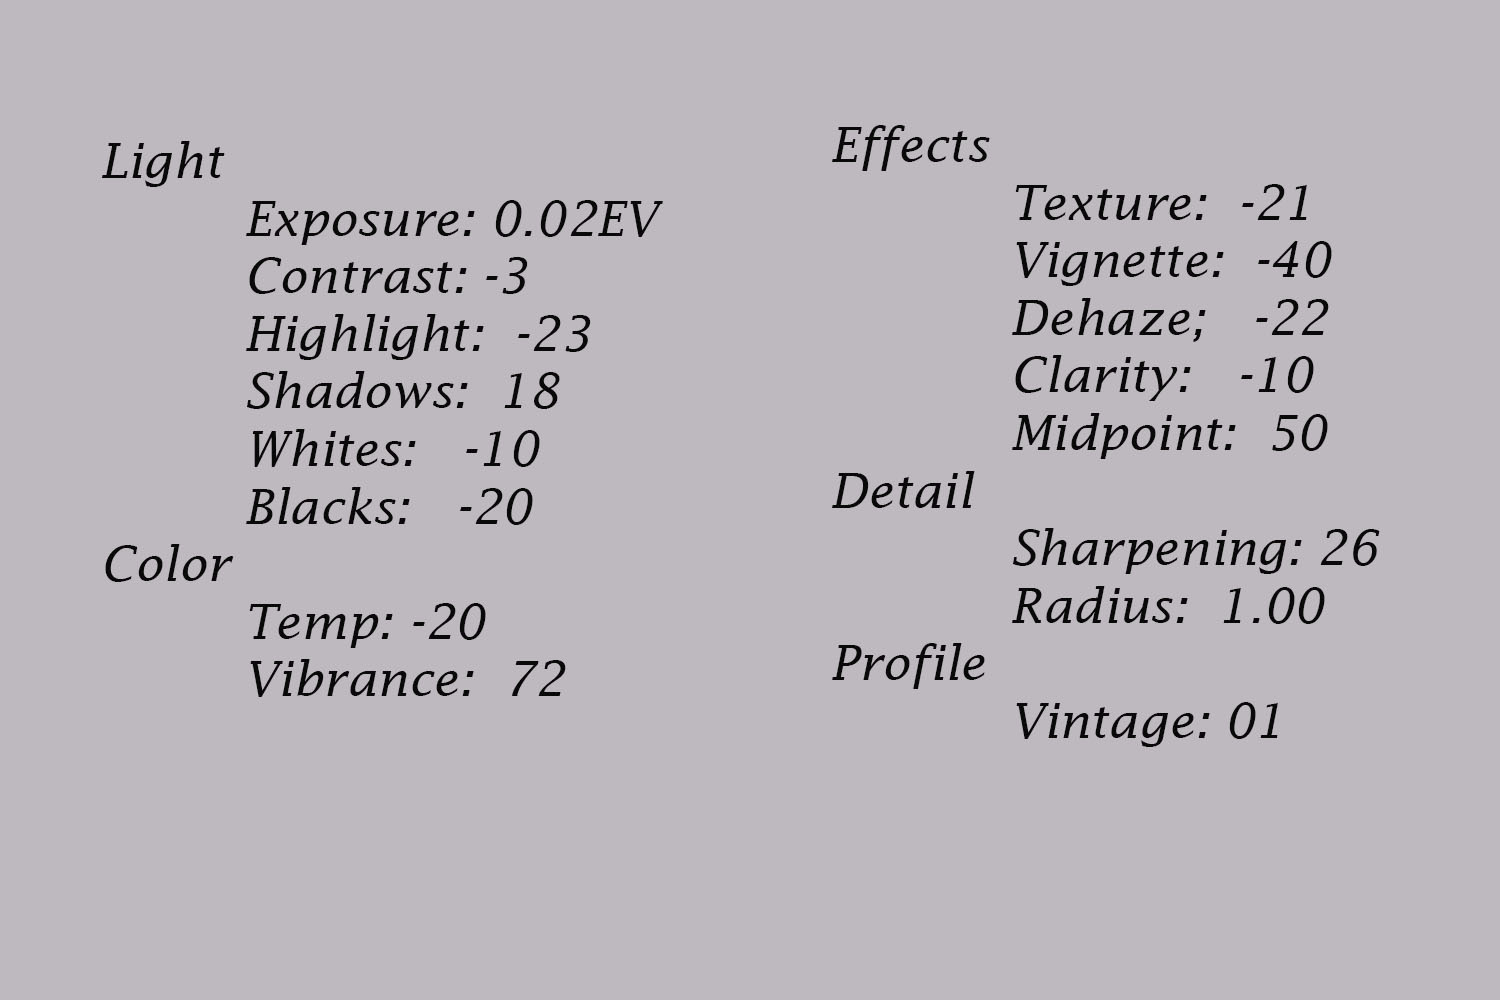 Light
Exposure: 0.02EV
Contrast: -3
Highlight: -23
Shadows: 18
Whites: -10
Blacks: -20
Color
Temp: -20
Vibrance: 72
Effects
Texture: -21
Vignette: -40
Dehaze; -22
Clarity: -10
Midpoint: 50
Detail
Sharpening: 26
Radius: 1.00
Profile
Vintage: 01